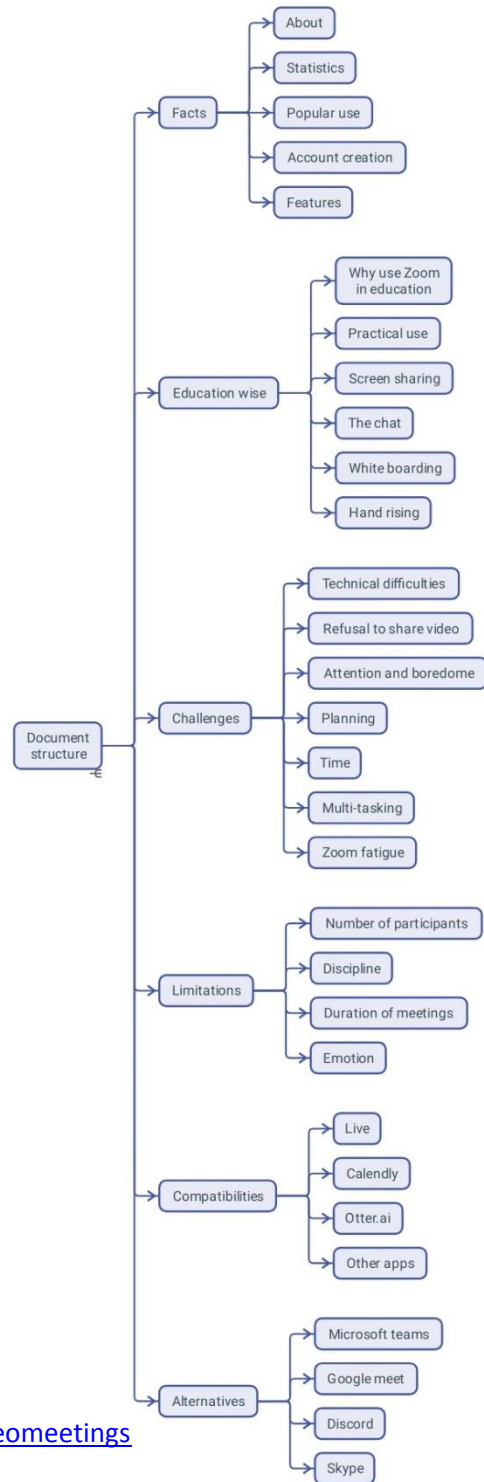 Document
structure
Facts
About
Statistics
Popular use
Account creation
Features
Education wise
Why use Zoom
in education
Practical use
Screen sharing
The chat
White boarding
Hand rising
Challenges
Technical difficulties
Refusal to share video
Attention and boredome
Planning
Time
Multi-tasking
Zoom fatigue
Limitations
Number of participants
Discipline
Duration of meetings
Emotion
Compatibilities
Live
Calendly
Otter.ai
Other apps
Alternatives
Microsoft teams
Google meet
Discord
Skype
eomeetings